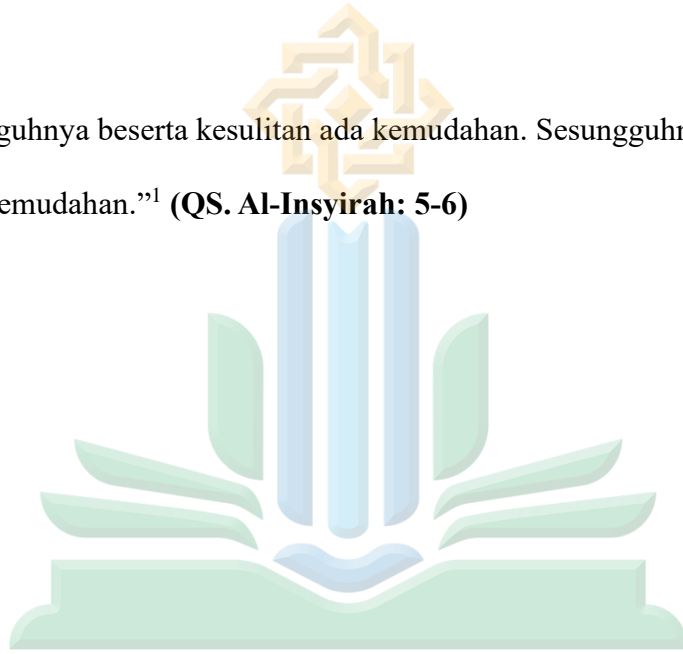 guhnya beserta kesulitan ada kemudahan. Sesungguhn
emudahan.”¹ (QS. Al-Insyirah: 5-6)